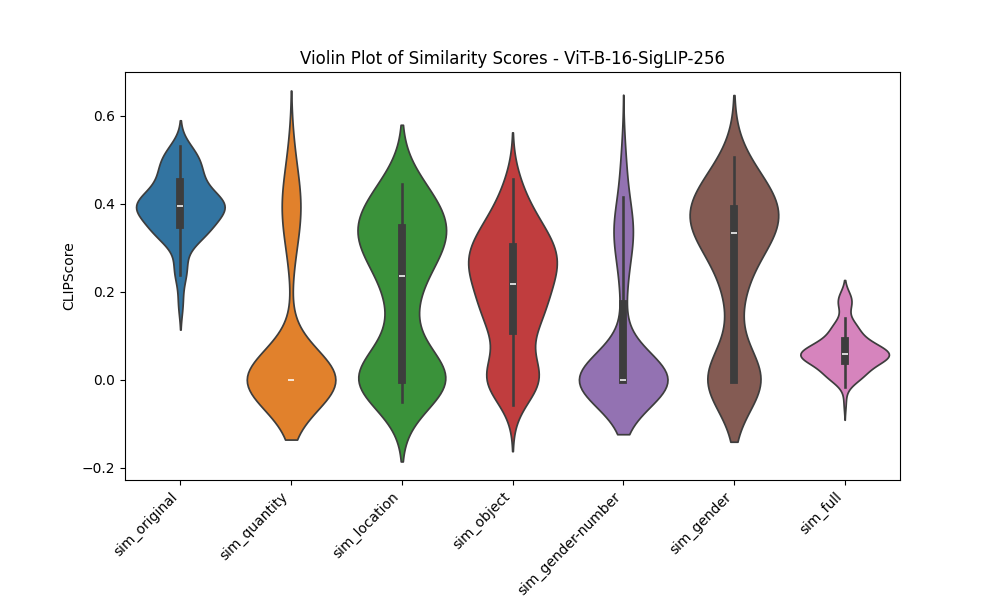 Violin Plot of Similarity Scores - ViT-B-16-SigLIP-256
CLIPScore
0.6
0.4
0.2
0.0
−0.2
sim_original
sim_quantity
sim_location
sim_object
sim_gender-number
sim_gender
sim_full